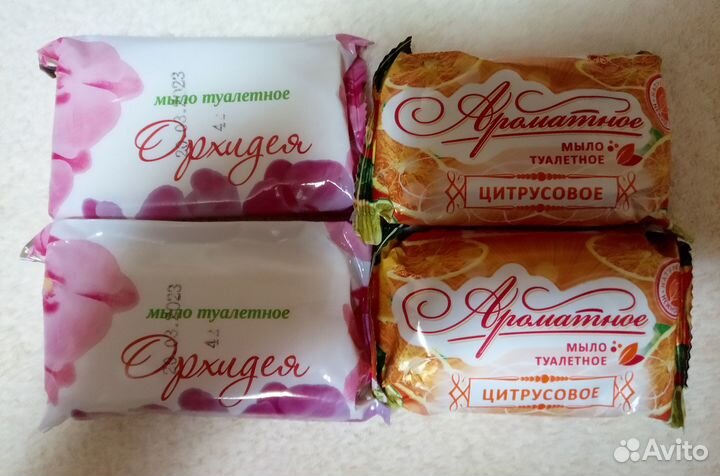 мыло туалетное
Орхидея
Ароматное
МЫЛО
ТУАЛЕТНОЕ
ЦИТРУСОВОЕ
мыло туалетное
Орхидея
Ароматное
МЫЛО
ТУАЛЕТНОЕ
ЦИТРУСОВОЕ
Avito